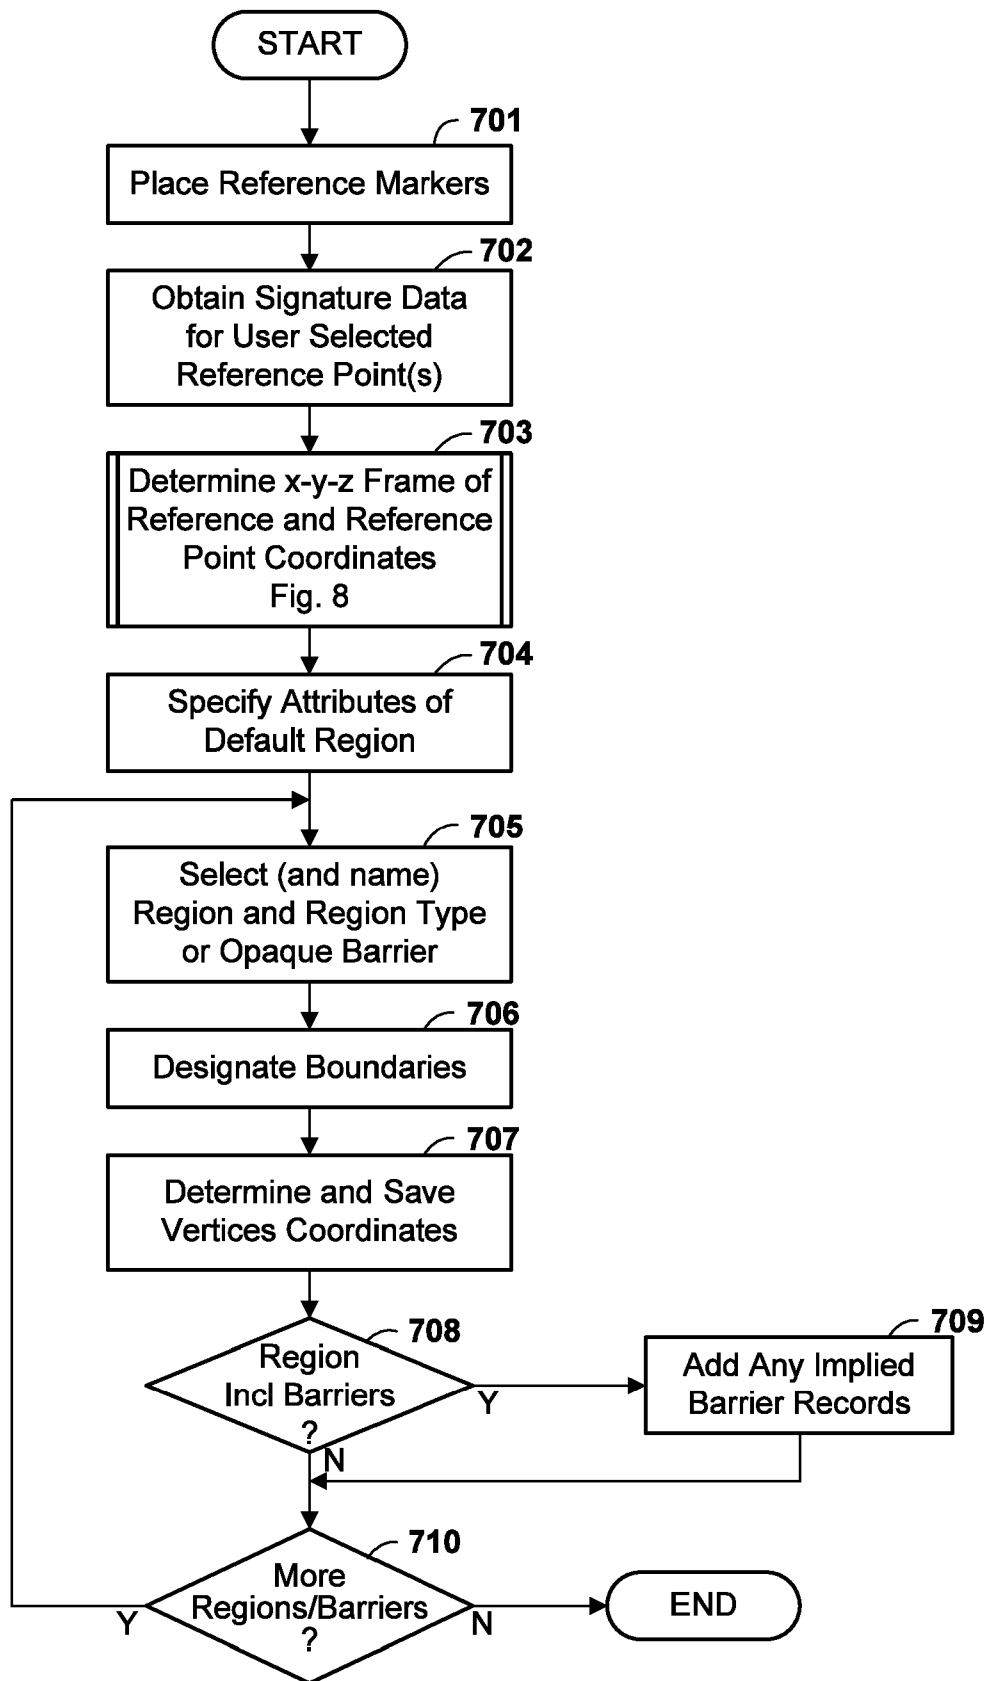 START
701
Place Reference Markers
702
Obtain Signature Data
for User Selected
Reference Point(s)
703
Determine x-y-z Frame of
Reference and Reference
Point Coordinates
Fig. 8
704
Specify Attributes of
Default Region
705
Select (and name)
Region and Region Type
or Opaque Barrier
706
Designate Boundaries
707
Determine and Save
Vertices Coordinates
708
Region
Incl Barriers
?
Y
N
709
Add Any Implied
Barrier Records
710
More
Regions/Barriers
?
Y
N
END